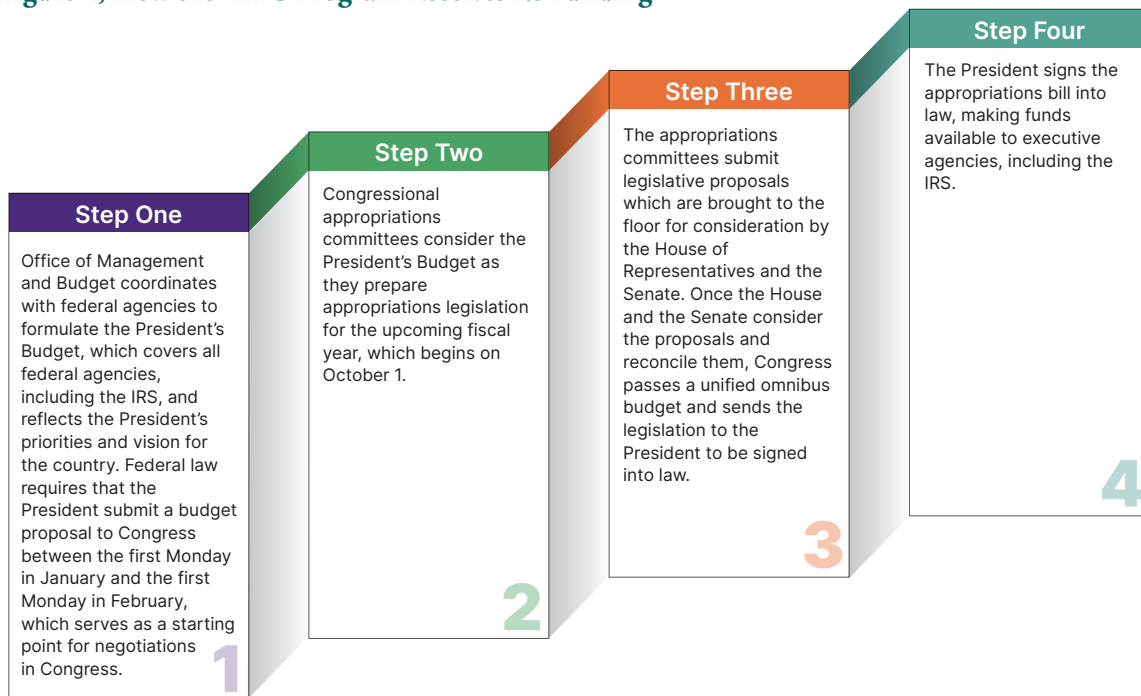 Step One
Office of Management
and Budget coordinates
with federal agencies to
formulate the President’s
Budget, which covers all
federal agencies,
including the IRS, and
reflects the President’s
priorities and vision for
the country. Federal law
requires that the
President submit a budget
proposal to Congress
between the first Monday
in January and the first
Monday in February,
which serves as a starting
point for negotiations
in Congress.
1
Step Two
Congressional
appropriations
committees consider the
President’s Budget as
they prepare
appropriations legislation
for the upcoming fiscal
year, which begins on
October 1.
2
Step Three
The appropriations
committees submit
legislative proposals
which are brought to the
floor for consideration by
the House of
Representatives and the
Senate. Once the House
and the Senate consider
the proposals and
reconcile them, Congress
passes a unified omnibus
budget and sends the
legislation to the
President to be signed
into law.
3
Step Four
The President signs the
appropriations bill into
law, making funds
available to executive
agencies, including the
IRS.
4